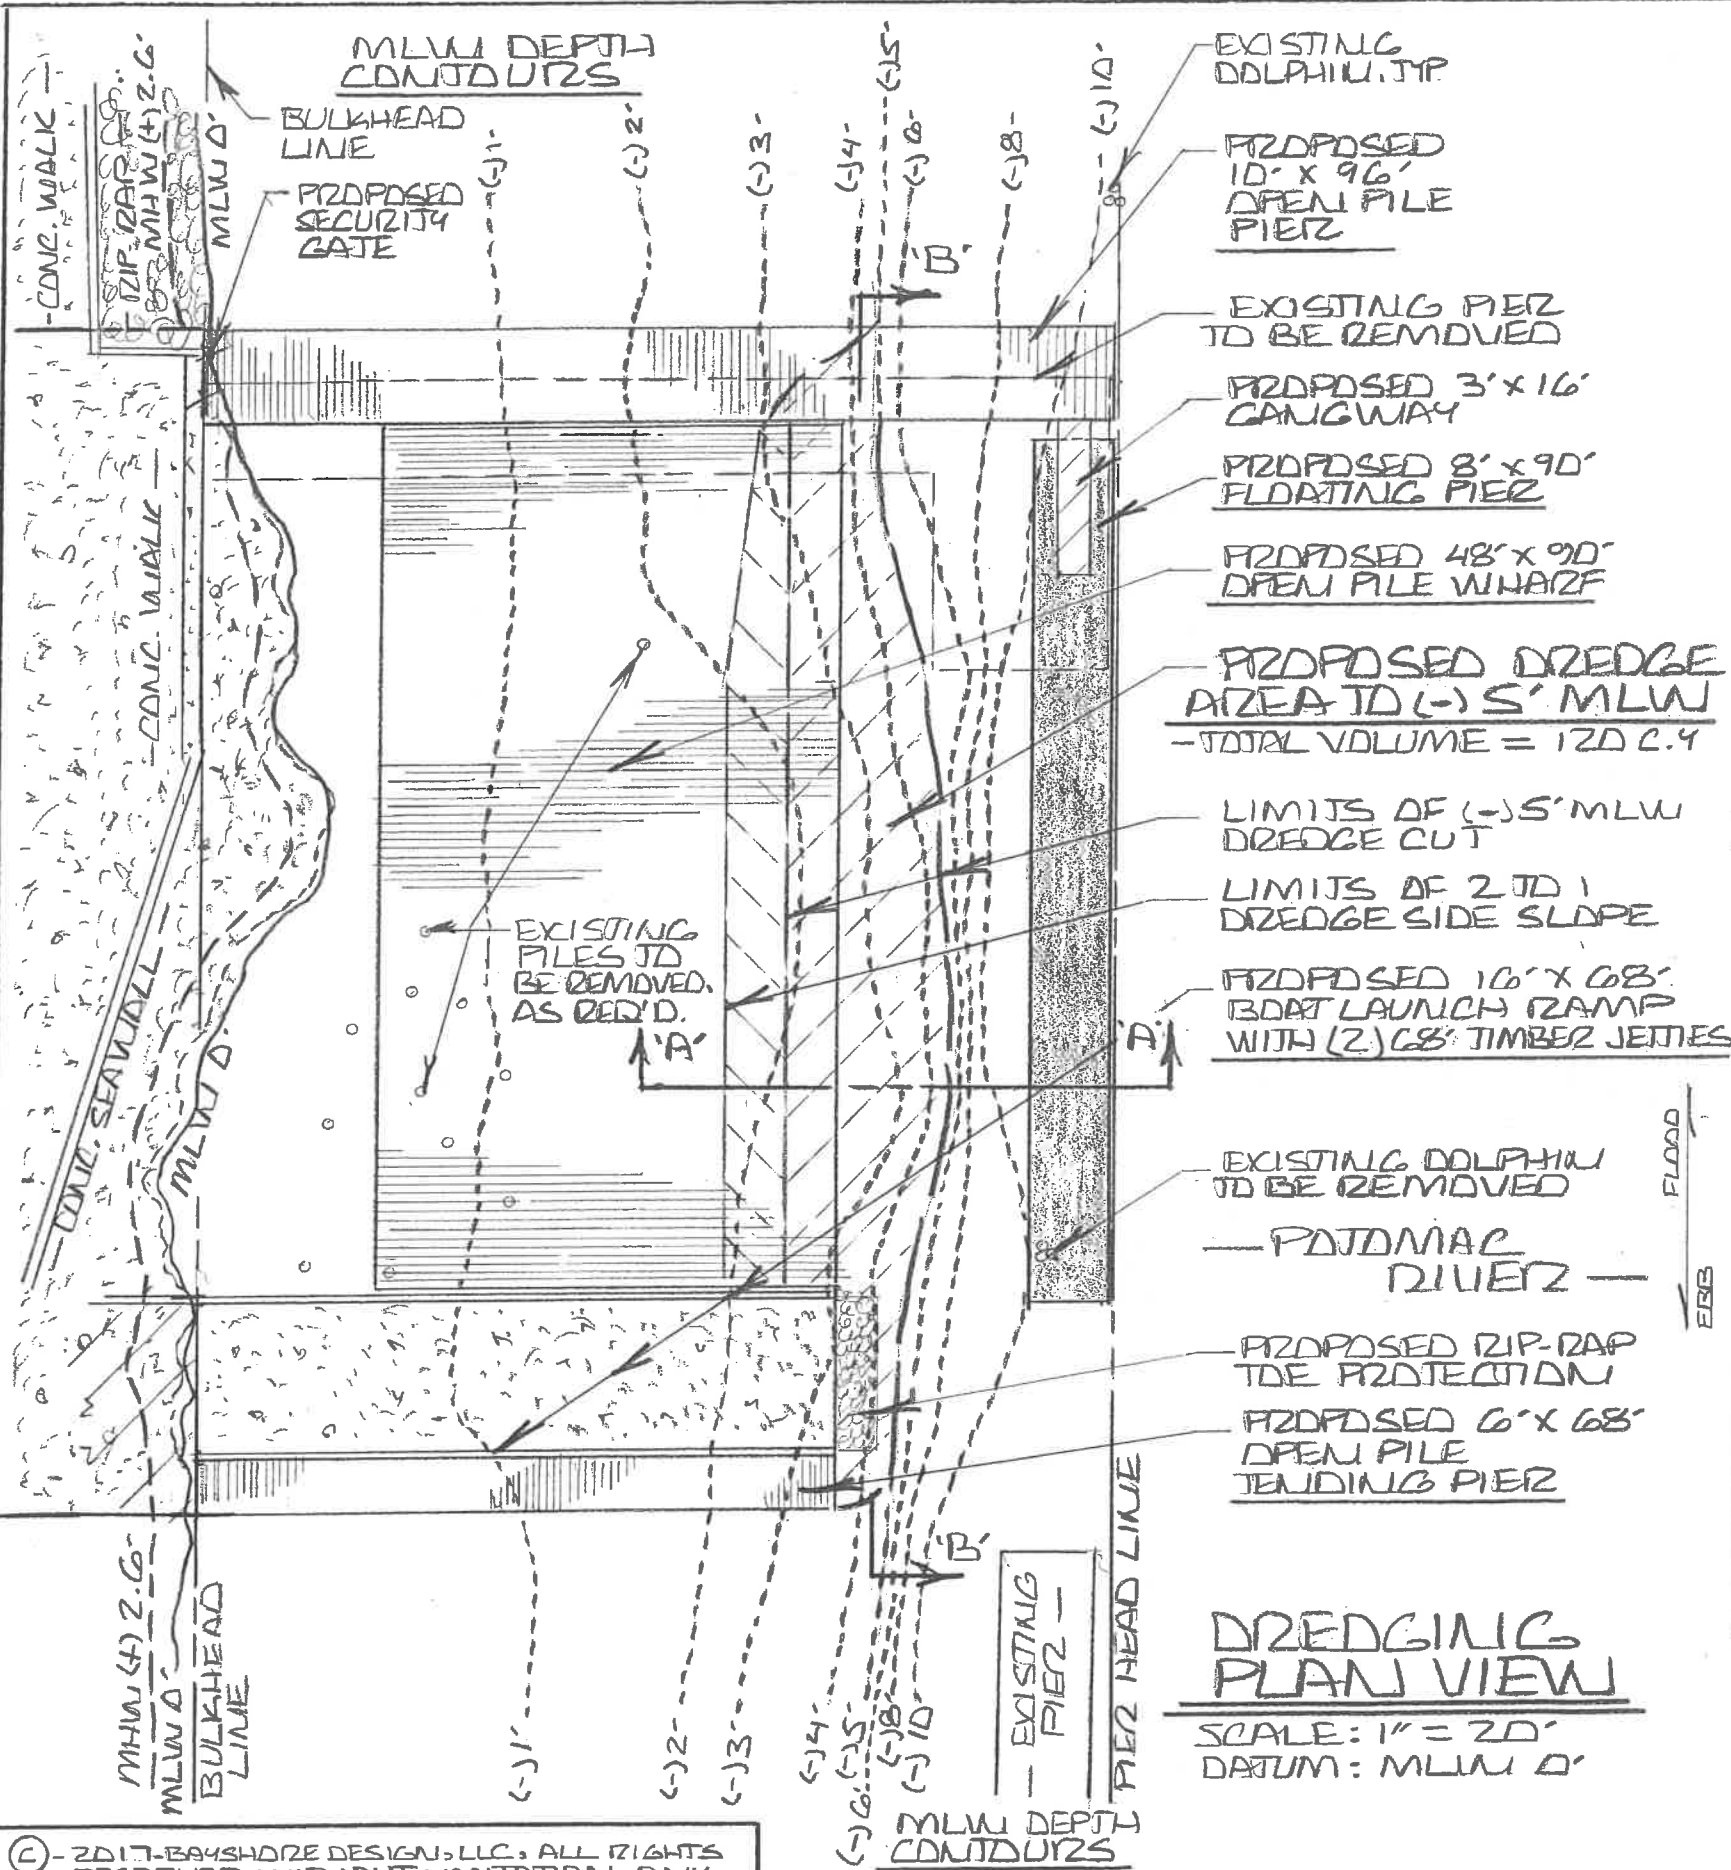 MLW DEPTH
CONTOURS
BULKHEAD
LINE
PROPOSED
SECURITY
GATE
-CONC. WALK-
RIP-RAP
MHW (+) 2.6'
MLW 0'
(-)1'
(-)2'
(-)3'
(-)4'
(-)5'
(-)6'
(-)8'
(-)10'
'B'
EXISTING
DOLPHIN. TYP.
PROPOSED
10' X 96'
OPEN PILE
PIER
EXISTING PIER
TO BE REMOVED
PROPOSED 3' X 16'
GANGWAY
PROPOSED 8' X 90'
FLOATING PIER
PROPOSED 48' X 90'
OPEN PILE WHARF
PROPOSED DREDGE
AREA TO (-) 5' MLW
-TOTAL VOLUME = 120 C.Y
LIMITS OF (-) 5' MLW
DREDGE CUT
LIMITS OF 2 TO 1
DREDGE SIDE SLOPE
PROPOSED 16' X 68'
BOAT LAUNCH RAMP
WITH (2) 68' TIMBER JETTIES
-CONC. WALK-
CONC. SEAWALL
MLW 0'
EXISTING
PILES TO
BE REMOVED.
AS REQ'D.
'A'
'A'
EXISTING DOLPHIN
TO BE REMOVED
FLOOD
EBB
— POTOMAC
RIVER —
PROPOSED RIP-RAP
TOE PROTECTION
PROPOSED 6' X 68'
OPEN PILE
TENDING PIER
'B'
MHW (+) 2.6'
MLW 0'
BULKHEAD
LINE
(-)1'
(-)2'
(-)3'
(-)4'
(-)6'
(-)5'
(-)8'
(-)10'
— EXISTING
PIER —
PIER HEAD LINE
MLW DEPTH
CONTOURS
DREDGING
PLAN VIEW
SCALE: 1" = 20'
DATUM: MLW 0'
©-2017-BAYSHORE DESIGN, LLC, ALL RIGHTS